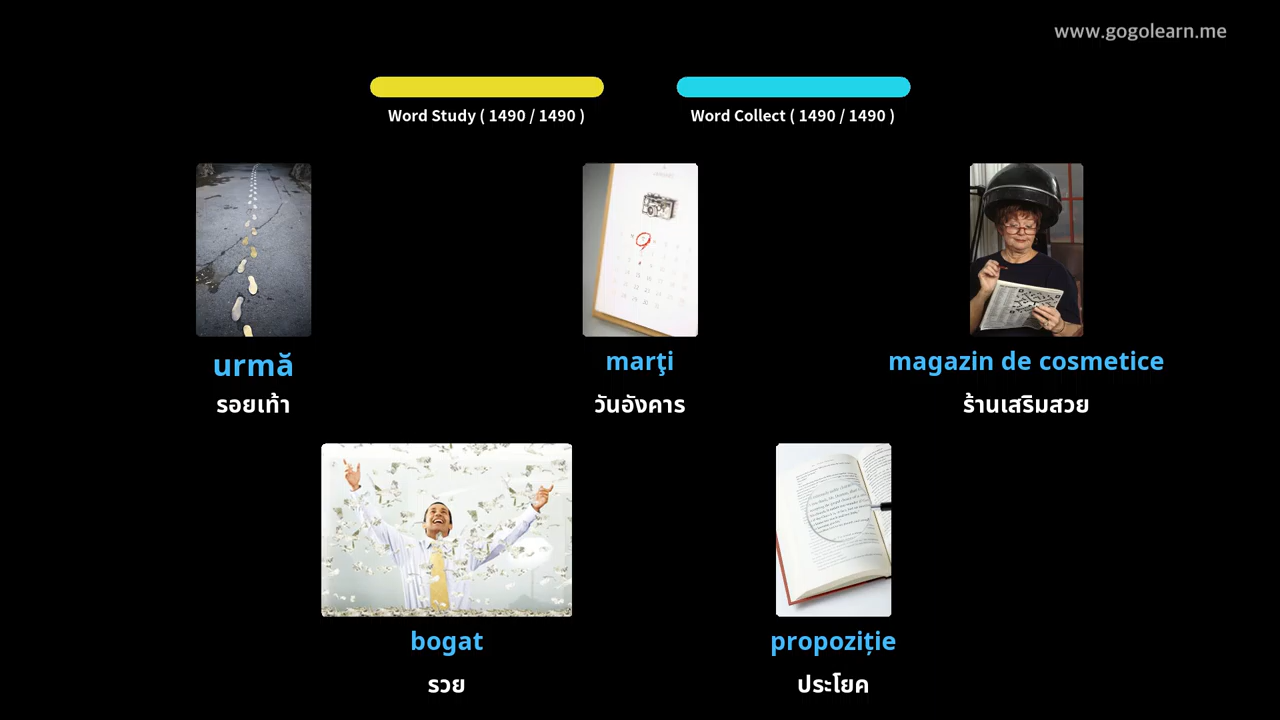 www.gogolearn.me
Word Study ( 1490 / 1490 )
Word Collect ( 1490 / 1490 )
urmă
marţi
magazin de cosmetice
รอยเท้า
วันอังคาร
ร้านเสริมสวย
bogat
propoziție
รวย
ประโยค